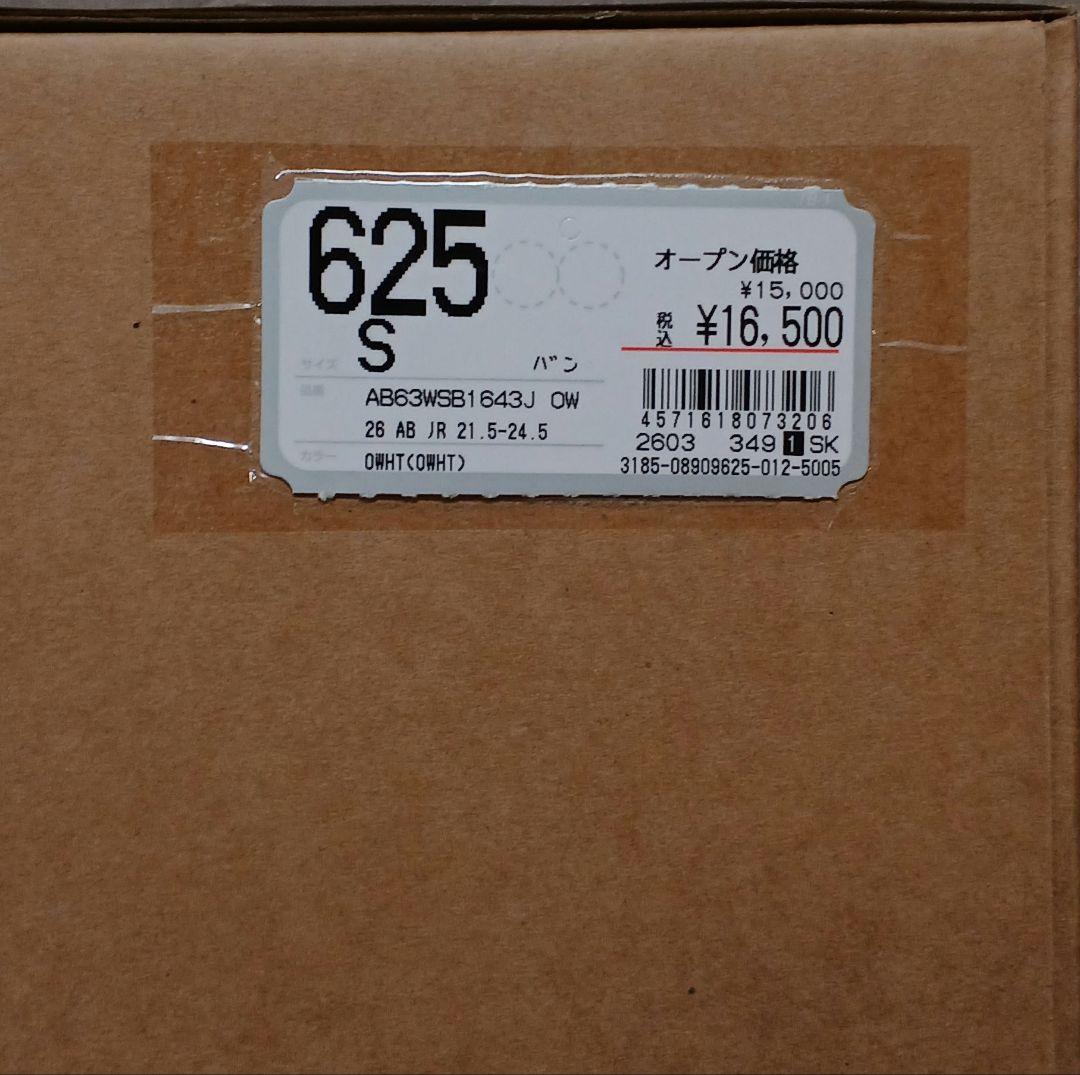 625
S
サイズ
バン
品番
AB63WSB1643J OW
26 AB JR 21.5-24.5
カラー
OWHT(OWHT)
オープン価格
¥15,000
税込 ¥16,500
4571618073206
2603 349 1 SK
3185-08909625-012-5005